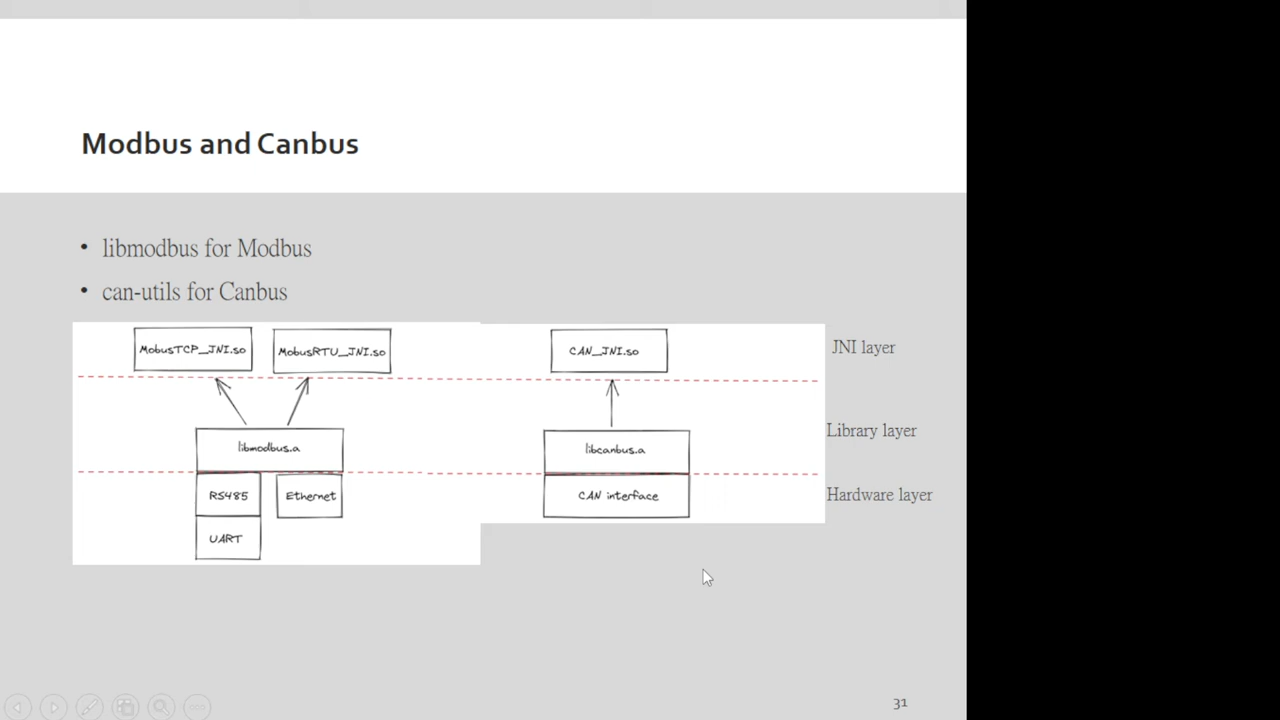 Modbus and Canbus
• libmodbus for Modbus
• can-utils for Canbus
MobusTCP_JNI.so
MobusRTU_JNI.so
CAN_JNI.so
JNI layer
libmodbus.a
libcanbus.a
Library layer
RS485
Ethernet
CAN interface
Hardware layer
UART
31